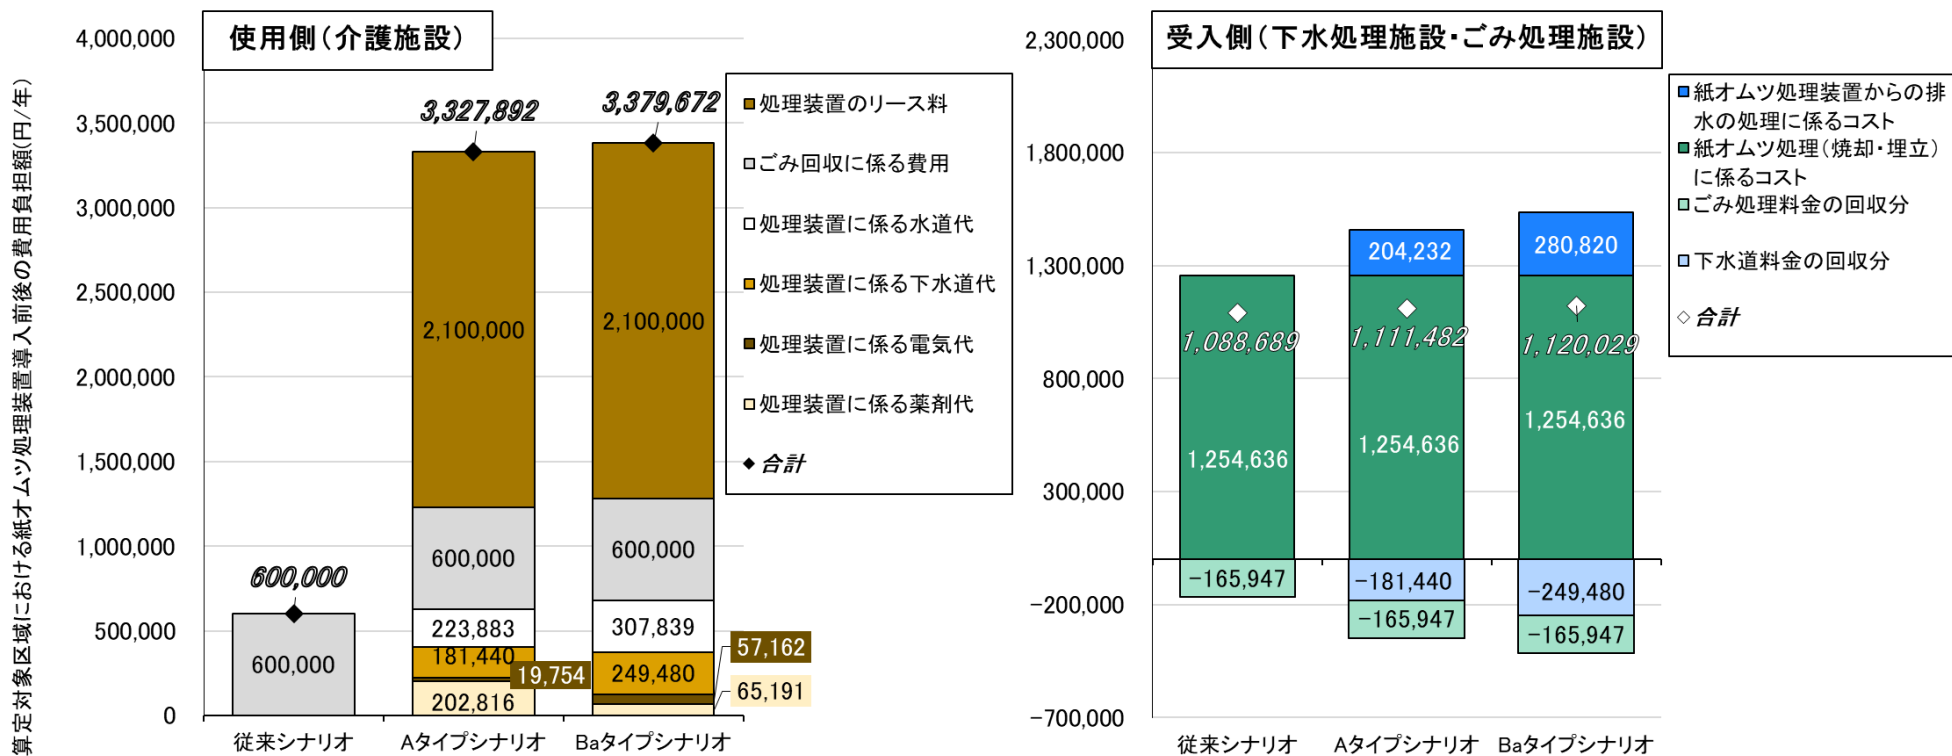 算定対象区域における紙オムツ処理装置導入前後の費用負担額(円/年)
使用側(介護施設)
4,000,000
3,500,000
3,000,000
2,500,000
2,000,000
1,500,000
1,000,000
500,000
0
600,000
600,000
3,327,892
2,100,000
600,000
223,883
181,440
19,754
202,816
3,379,672
2,100,000
600,000
307,839
249,480
57,162
65,191
従来シナリオ
Aタイプシナリオ
Baタイプシナリオ
処理装置のリース料
ごみ回収に係る費用
処理装置に係る水道代
処理装置に係る下水道代
処理装置に係る電気代
処理装置に係る薬剤代
合計
受入側(下水処理施設・ごみ処理施設)
2,300,000
1,800,000
1,300,000
800,000
300,000
-200,000
-700,000
1,088,689
1,254,636
-165,947
204,232
1,111,482
1,254,636
-181,440
-165,947
280,820
1,120,029
1,254,636
-249,480
-165,947
従来シナリオ
Aタイプシナリオ
Baタイプシナリオ
紙オムツ処理装置からの排
水の処理に係るコスト
紙オムツ処理(焼却・埋立)
に係るコスト
ごみ処理料金の回収分
下水道料金の回収分
合計